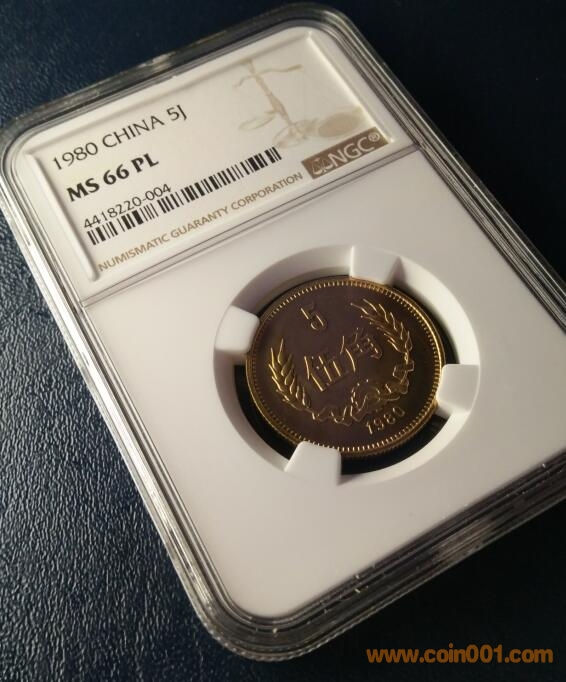 1980 CHINA 5J
MS 66 PL
4418220-004
NGC®
NUMISMATIC GUARANTY CORPORATION
5
伍角
1980
www.coin001.com